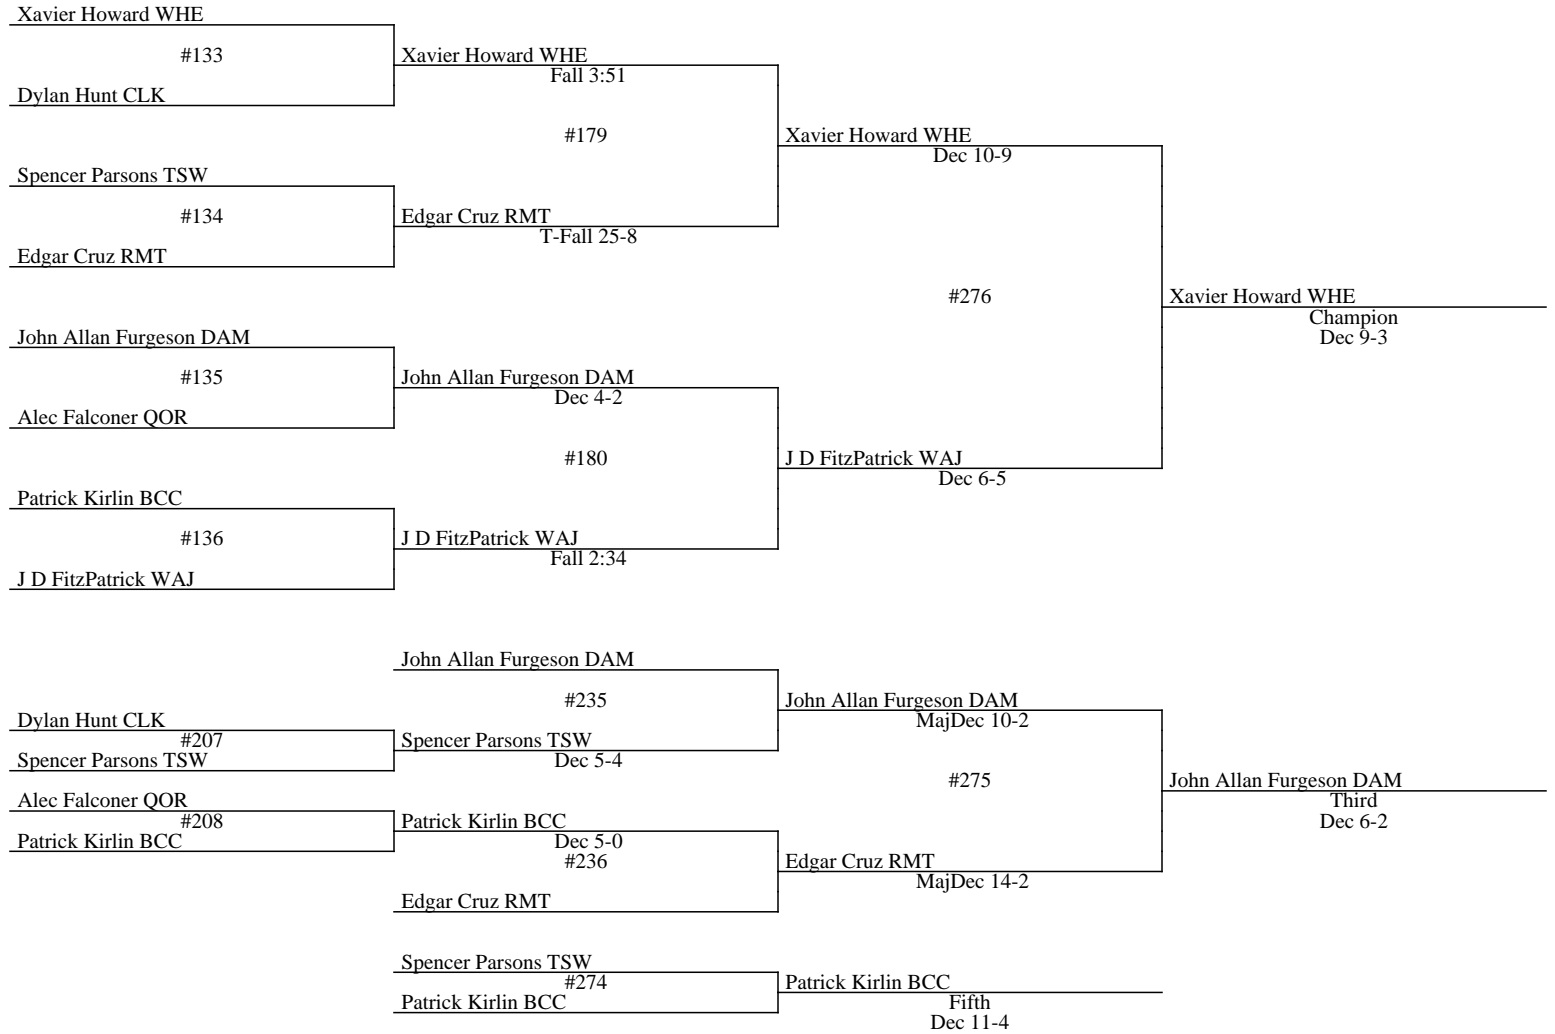 Xavier Howard WHE
#133
Dylan Hunt CLK
Xavier Howard WHE
Fall 3:51
#179
Spencer Parsons TSW
#134
Edgar Cruz RMT
Edgar Cruz RMT
T-Fall 25-8
Xavier Howard WHE
Dec 10-9
#276
John Allan Furgeson DAM
#135
Alec Falconer QOR
John Allan Furgeson DAM
Dec 4-2
#180
Patrick Kirlin BCC
#136
J D FitzPatrick WAJ
J D FitzPatrick WAJ
Fall 2:34
J D FitzPatrick WAJ
Dec 6-5
Xavier Howard WHE
Champion
Dec 9-3
John Allan Furgeson DAM
#235
Dylan Hunt CLK
#207
Spencer Parsons TSW
Spencer Parsons TSW
Dec 5-4
John Allan Furgeson DAM
MajDec 10-2
#275
Alec Falconer QOR
#208
Patrick Kirlin BCC
Patrick Kirlin BCC
Dec 5-0
#236
Edgar Cruz RMT
Edgar Cruz RMT
MajDec 14-2
John Allan Furgeson DAM
Third
Dec 6-2
Spencer Parsons TSW
#274
Patrick Kirlin BCC
Patrick Kirlin BCC
Fifth
Dec 11-4